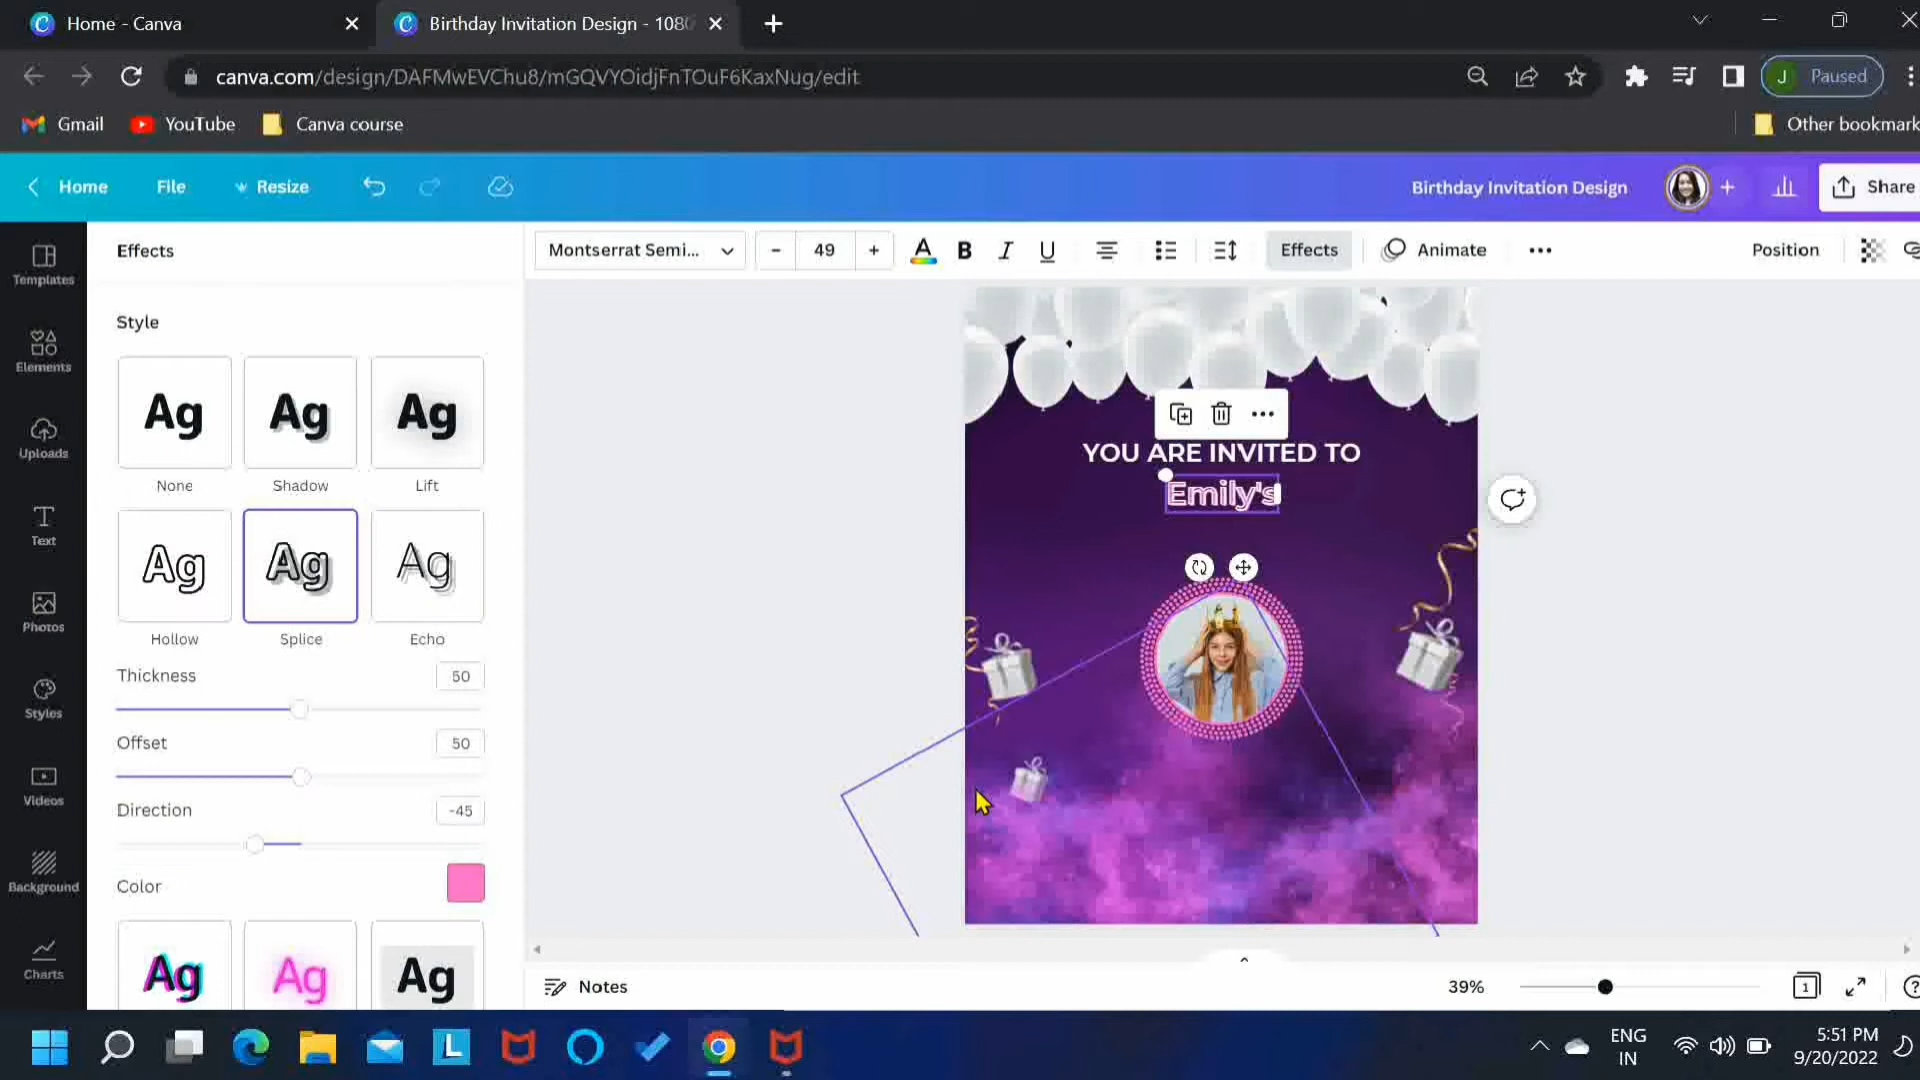 Home - Canva
Birthday Invitation Design - 1080
canva.com/design/DAFMwEVChu8/mGQVYOidjFnTOuF6KaxNug/edit
J Paused
Gmail
YouTube
Canva course
Other bookmark
Home
File
Resize
Birthday Invitation Design
Share
Effects
Montserrat Semi...
- 49 +
A
B
I
U
Effects
Animate
Position
Templates
Elements
Uploads
Text
Photos
Styles
Videos
Background
Charts
Style
Ag
Ag
Ag
None
Shadow
Lift
Ag
Ag
Ag
Hollow
Splice
Echo
Thickness
50
Offset
50
Direction
-45
Color
Ag
Ag
Ag
YOU ARE INVITED TO
Emily's
Notes
39%
1
?
L
ENG
IN
5:51 PM
9/20/2022